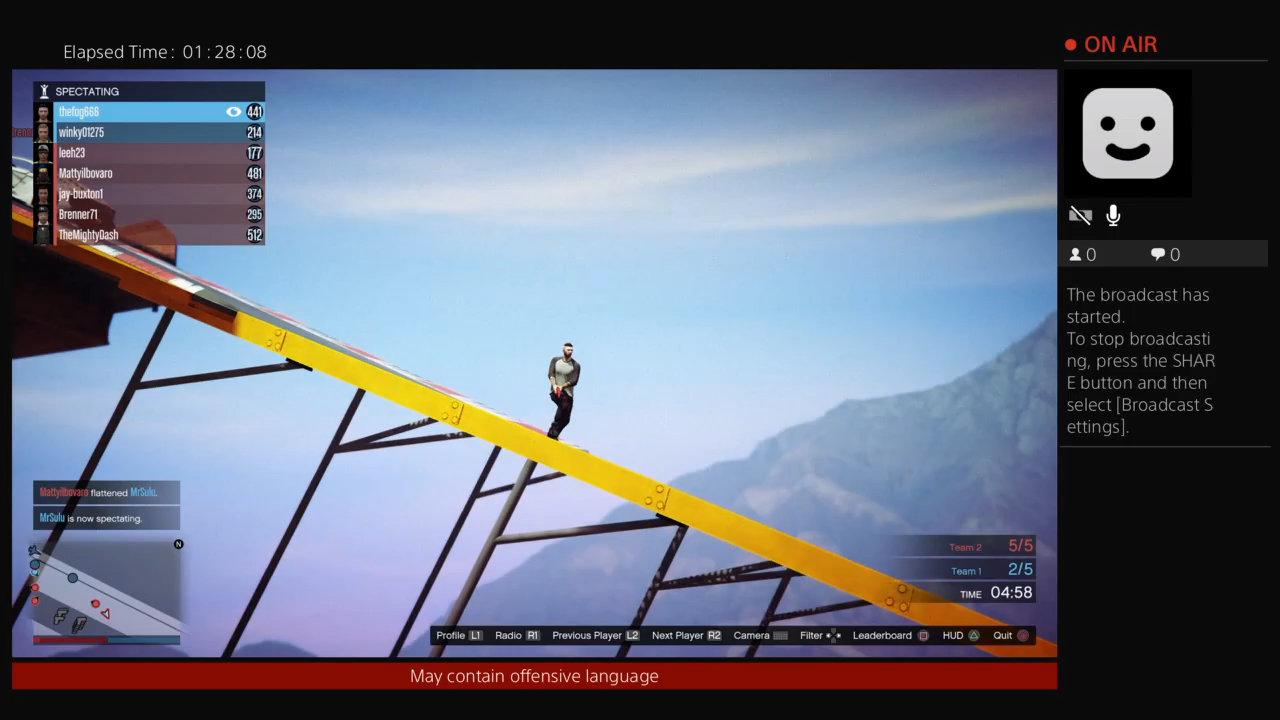 Elapsed Time: 01:28:08
ON AIR
SPECTATING
thefog668 441
winky01275 214
leeh23 177
Mattyilbovaro 481
jay-buxton1 374
Brenner71 295
TheMightyDash 512
0 0
The broadcast has
started.
To stop broadcasti
ng, press the SHAR
E button and then
select [Broadcast S
ettings].
Mattyilbovaro flattened MrSulu.
MrSulu is now spectating.
N
Team 2 5/5
Team 1 2/5
TIME 04:58
Profile L1 Radio R1 Previous Player L2 Next Player R2 Camera Filter Leaderboard HUD Quit
May contain offensive language